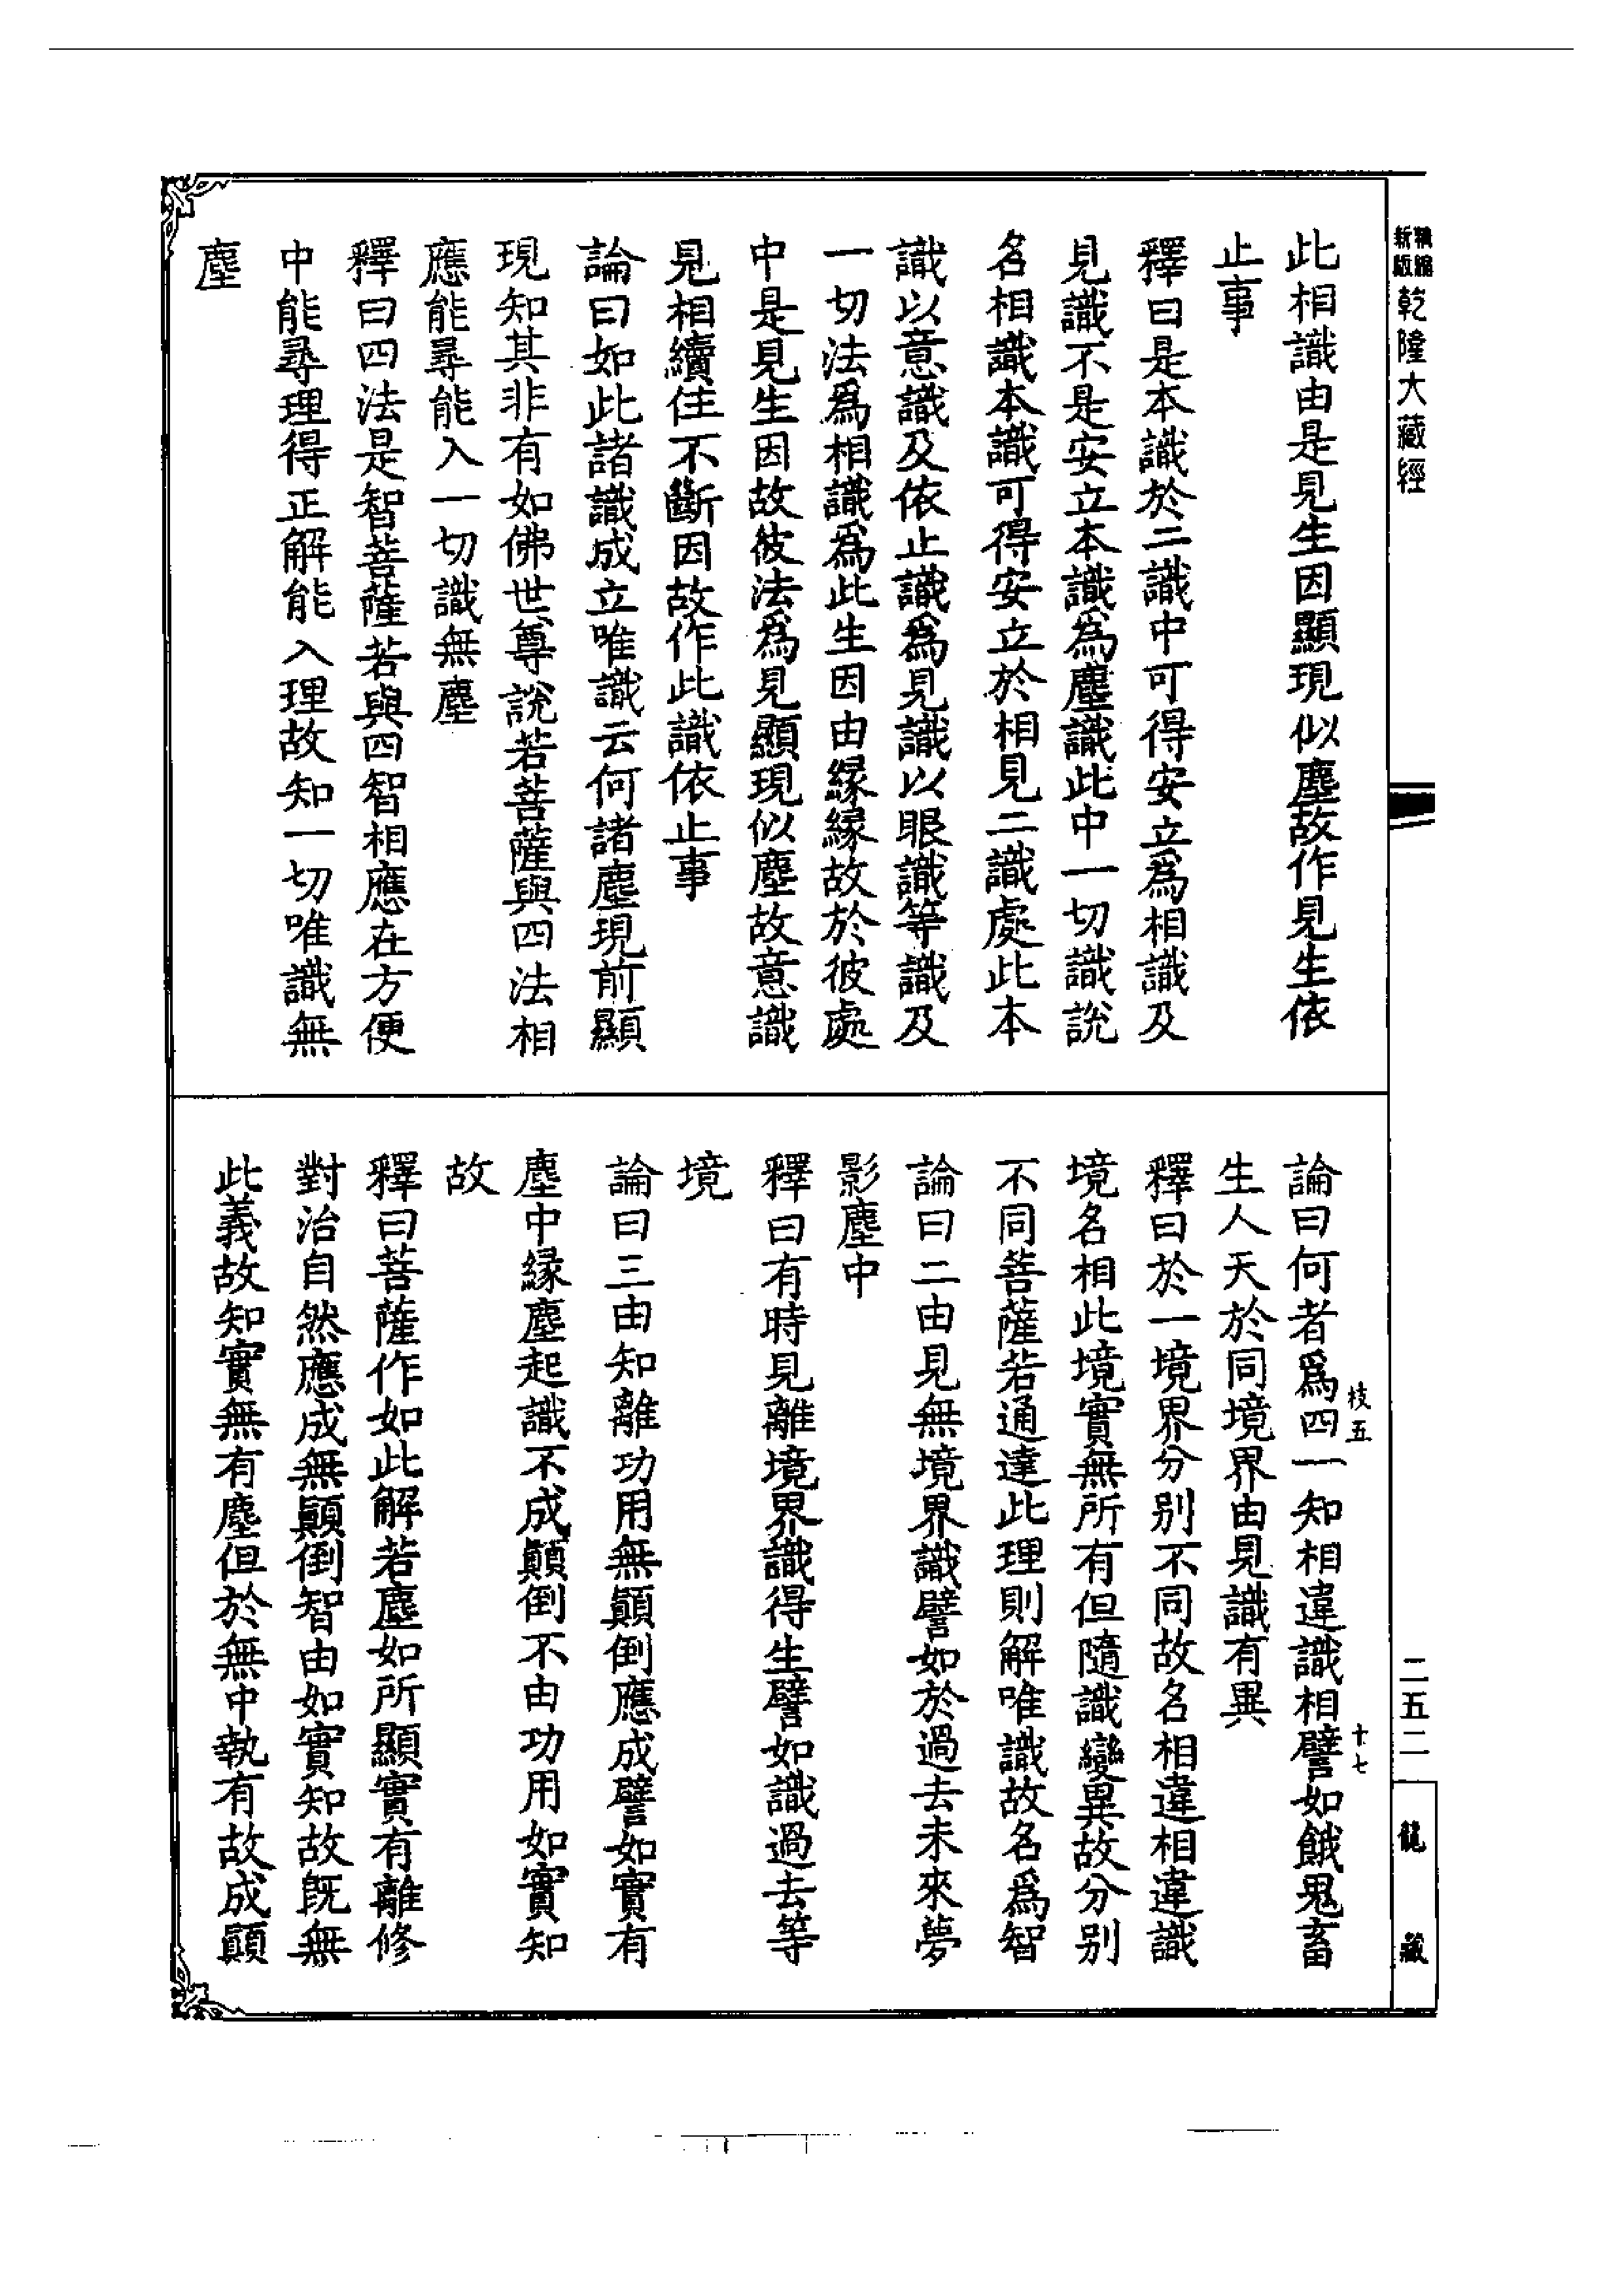 新版精縮
乾隆大藏經
此相識由是見生因顯現似塵故作見生依
止事
釋曰是本識於二識中可得安立爲相識及
見識不是安立本識爲塵識此中一切識說
名相識本識可得安立於相見二識處此本
識以意識及依止識爲見識以眼識等識及
一切法爲相識爲此生因由緣緣故於彼處
中是見生因故彼法爲見顯現似塵故意識
見相續住不斷因故作此識依止事
論曰如此諸識成立唯識云何諸塵現前顯
現知其非有如佛世尊說若菩薩與四法相
應能尋能入一切識無塵
釋曰四法是智菩薩若與四智相應在方便
中能尋理得正解能入理故知一切唯識無
塵
論曰何者爲四一知相違識相譬如餓鬼畜
生人天於同境界由見識有異
釋曰於一境界分別不同故名相違相違識
境名相此境實無所有但隨識變異故分別
不同菩薩若通達此理則解唯識故名爲智
論曰二由見無境界識譬如於過去未來夢
影塵中
釋曰有時見離境界識得生譬如識過去等
境
論曰三由知離功用無顛倒應成譬如實有
塵中緣塵起識不成顛倒不由功用如實知
故
釋曰菩薩作如此解若塵如所顯實有離修
對治自然應成無顛倒智由如實知故旣無
此義故知實無有塵但於無中執有故成顛
枝五
十七
二五二
龍藏